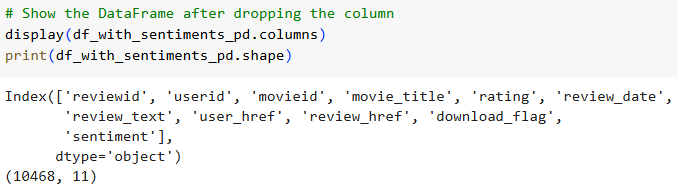 # Show the DataFrame after dropping the column
display(df_with_sentiments_pd.columns)
print(df_with_sentiments_pd.shape)
Index(['reviewid', 'userid', 'movieid', 'movie_title', 'rating', 'review_date',
       'review_text', 'user_href', 'review_href', 'download_flag',
       'sentiment'],
      dtype='object')
(10468, 11)